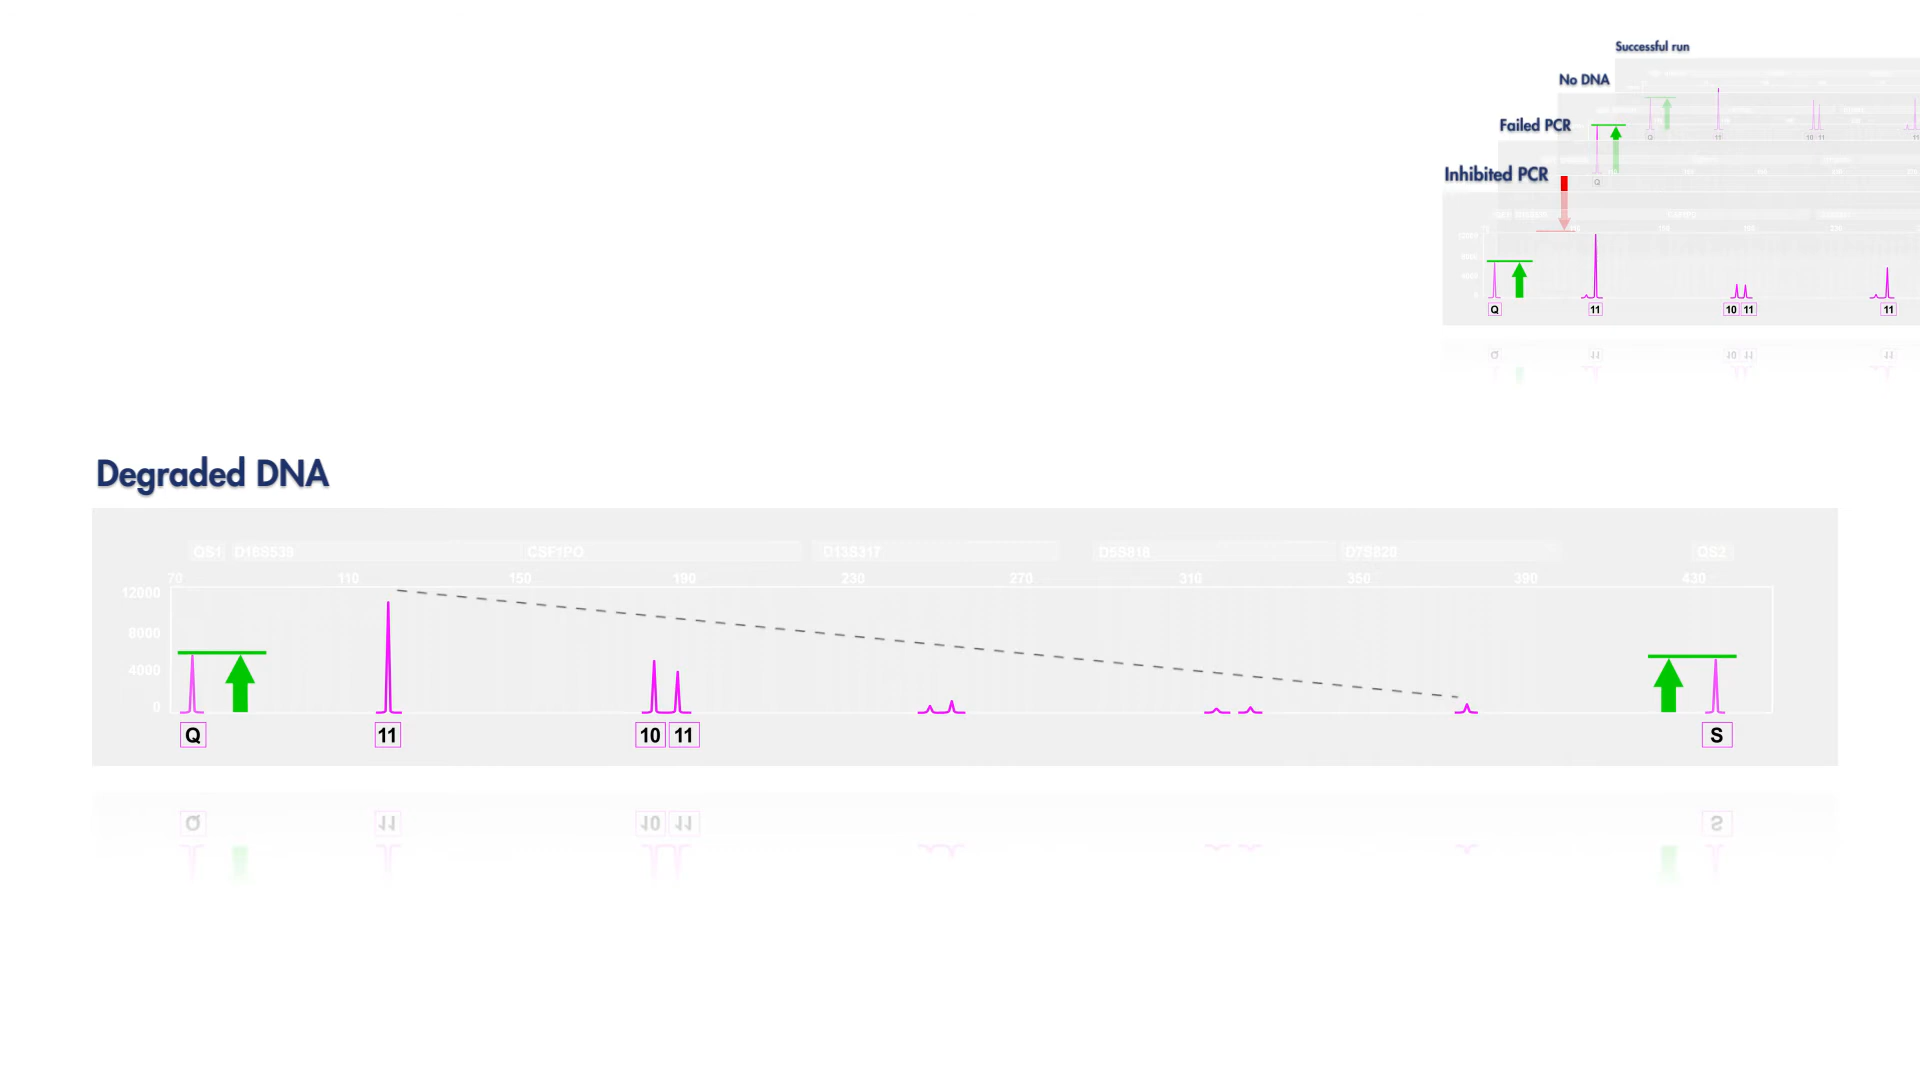 Successful run
No DNA
Failed PCR
Inhibited PCR
Q 11 10 11 11
Degraded DNA
QS1 D16S539 CSF1PO D13S317 D5S818 D7S820 QS2
70 110 150 190 230 270 310 350 390 430
12000
8000
4000
0
Q 11 10 11 S